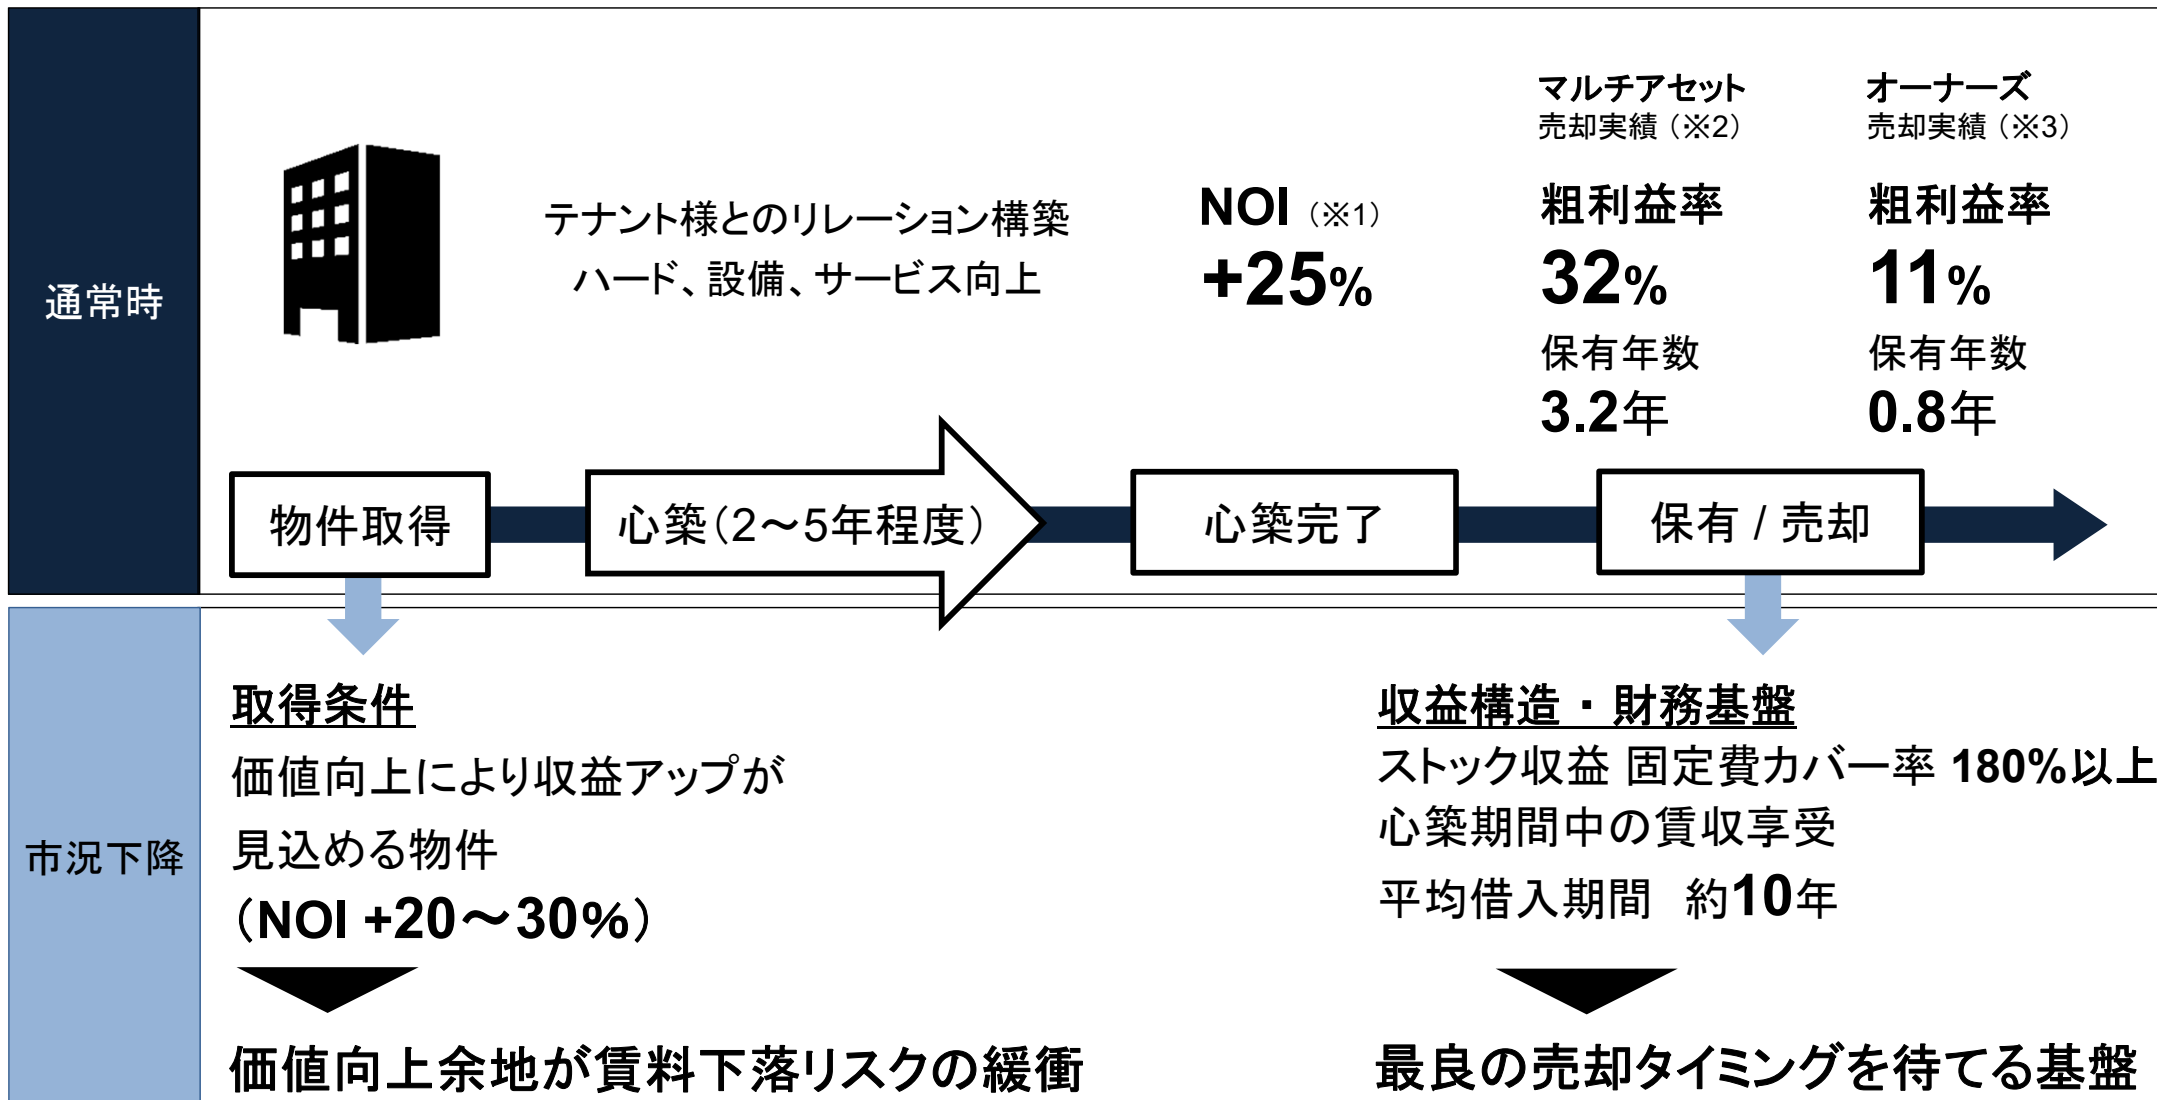 通常時
テナント様とのリレーション構築
ハード、設備、サービス向上
NOI（※1）
+25%
マルチアセット
売却実績（※2）
粗利益率
32%
保有年数
3.2年
オーナーズ
売却実績（※3）
粗利益率
11%
保有年数
0.8年
物件取得
心築（2～5年程度）
心築完了
保有 / 売却
市況下降
取得条件
価値向上により収益アップが
見込める物件
（NOI +20～30%）
価値向上余地が賃料下落リスクの緩衝
収益構造・財務基盤
ストック収益 固定費カバー率 180%以上
心築期間中の賃収享受
平均借入期間　約10年
最良の売却タイミングを待てる基盤